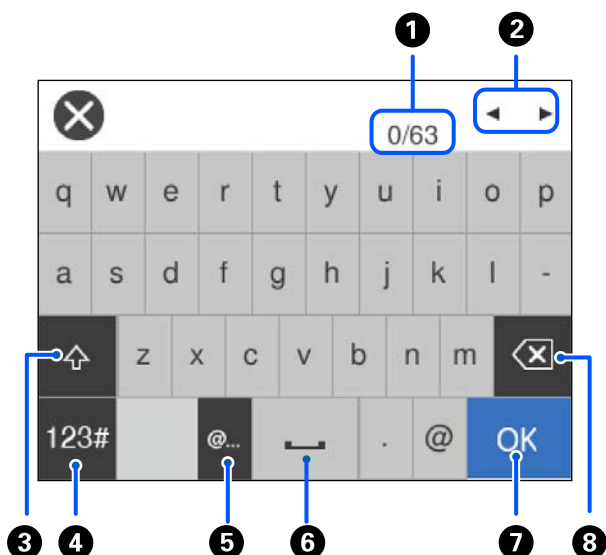 1 2
0/63 ◄ ►
q w e r t y u i o p
a s d f g h j k l -
z x c v b n m
123# @... . @ OK
3 4 5 6 7 8